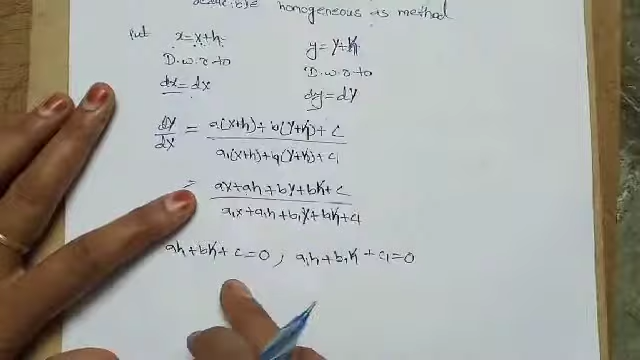 homogeneous as method
put x = X+h y = Y+k
D.w.r to D.w.r to
dx = dX dy = dY
dY/dX = a(X+h)+b(Y+k)+c / a1(X+h)+b1(Y+k)+c1
= aX+ah+bY+bk+c / a1X+a1h+b1Y+b1k+c1
ah+bk+c=0, a1h+b1k+c1=0